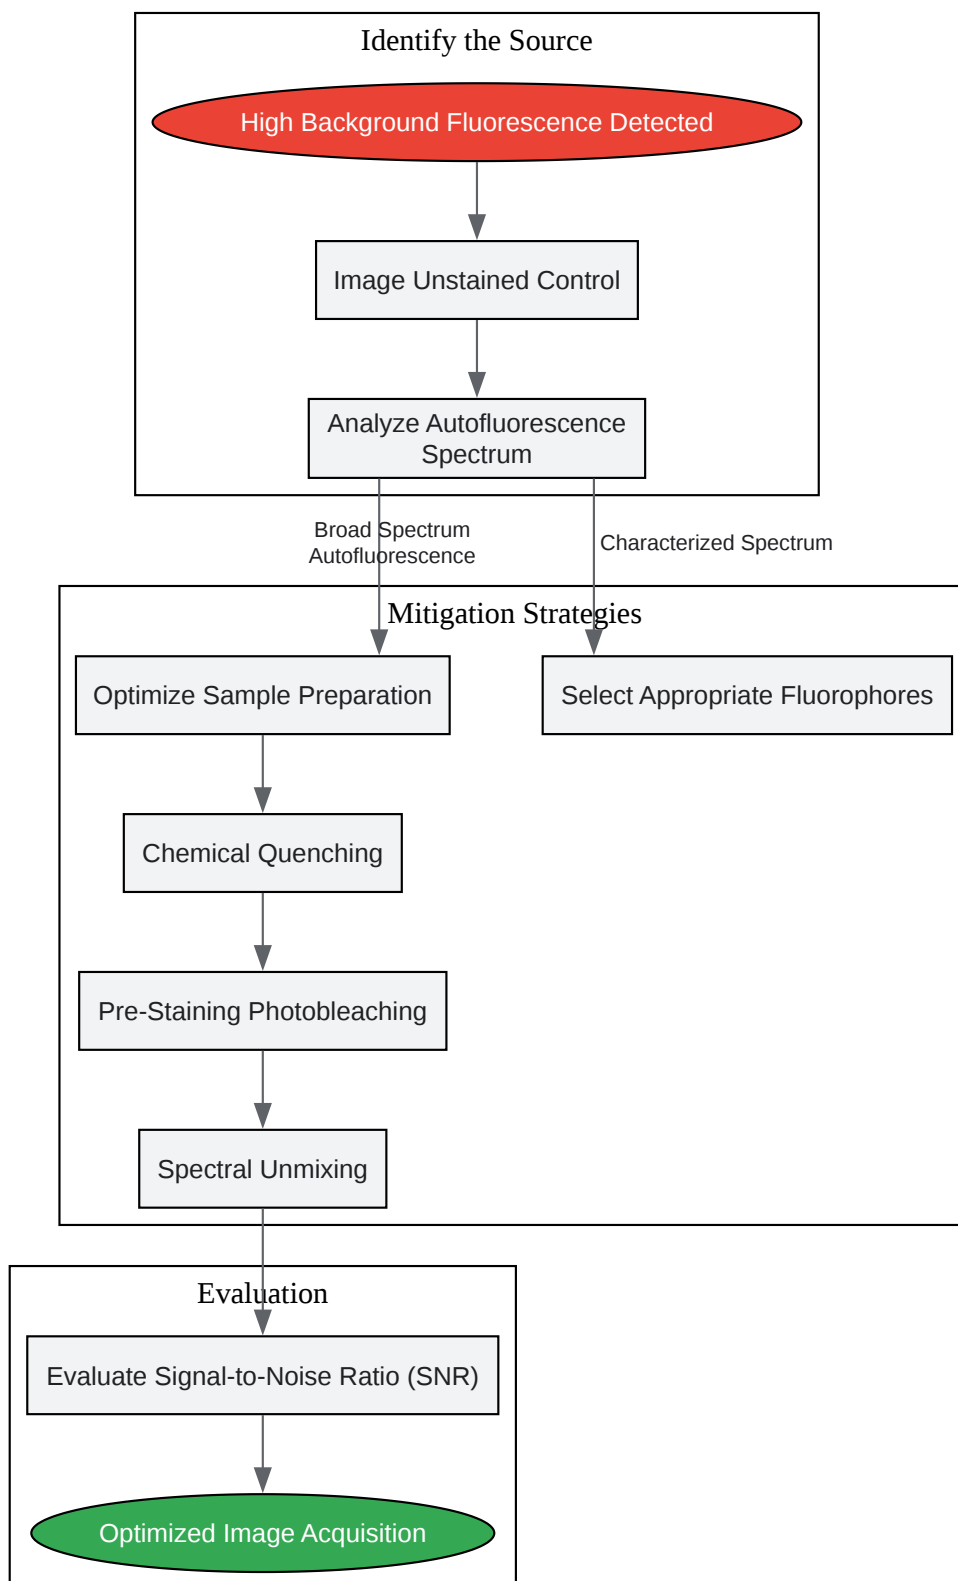 Identify the Source
High Background Fluorescence Detected
Image Unstained Control
Analyze Autofluorescence
Spectrum
Broad Spectrum
Autofluorescence
Characterized Spectrum
Mitigation Strategies
Optimize Sample Preparation
Select Appropriate Fluorophores
Chemical Quenching
Pre-Staining Photobleaching
Spectral Unmixing
Evaluation
Evaluate Signal-to-Noise Ratio (SNR)
Optimized Image Acquisition